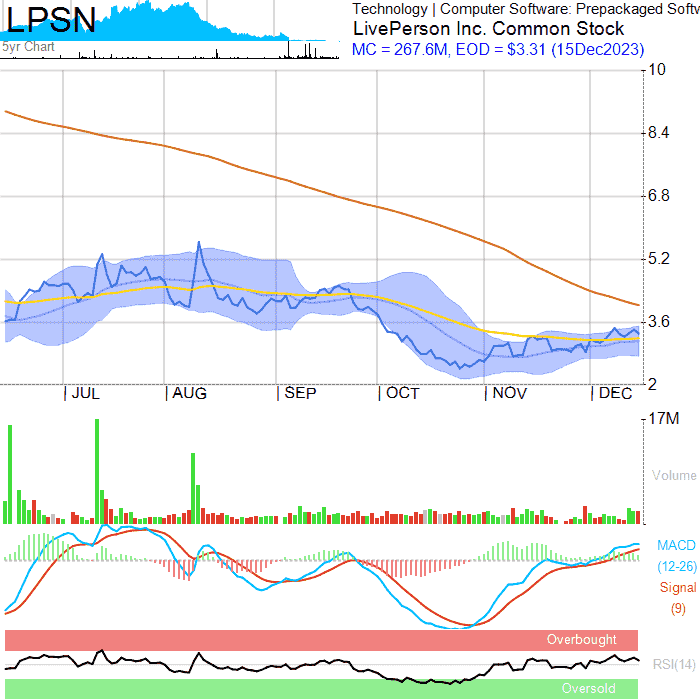 LPSN
Technology | Computer Software: Prepackaged Softw
LivePerson Inc. Common Stock
5yr Chart
MC = 267.6M, EOD = $3.31 (15Dec2023)
10
8.4
6.8
5.2
3.6
2
JUL AUG SEP OCT NOV DEC
17M
Volume
MACD
(12-26)
Signal
(9)
Overbought
RSI(14)
Oversold